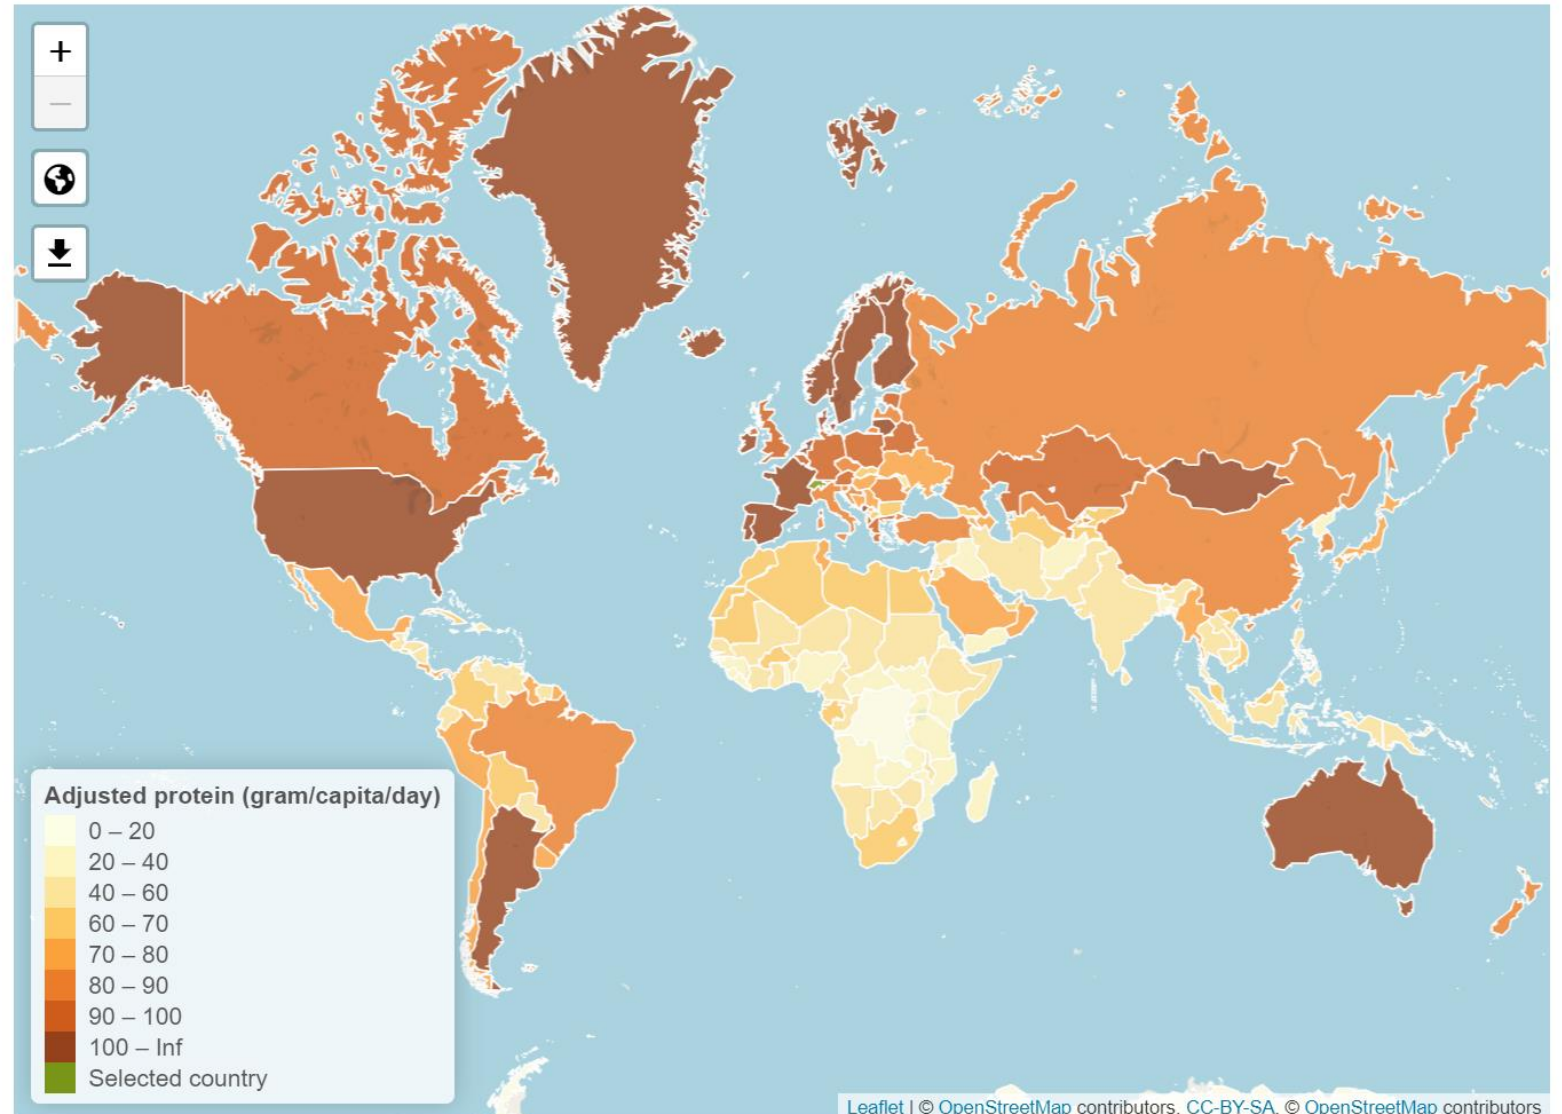 +
−
Adjusted protein (gram/capita/day)
0 – 20
20 – 40
40 – 60
60 – 70
70 – 80
80 – 90
90 – 100
100 – Inf
Selected country
Leaflet | © OpenStreetMap contributors, CC-BY-SA, © OpenStreetMap contributors